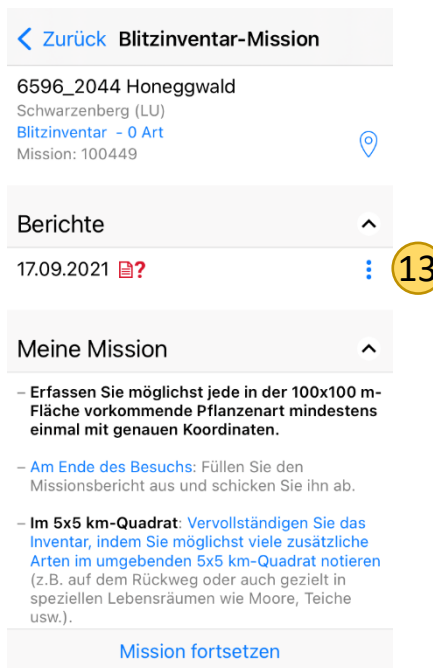 Zurück Blitzinventar-Mission
6596_2044 Honeggwald
Schwarzenberg (LU)
Blitzinventar - 0 Art
Mission: 100449
Berichte
17.09.2021 ?
13
Meine Mission
– Erfassen Sie möglichst jede in der 100x100 m-
Fläche vorkommende Pflanzenart mindestens
einmal mit genauen Koordinaten.
– Am Ende des Besuchs: Füllen Sie den
Missionsbericht aus und schicken Sie ihn ab.
– Im 5x5 km-Quadrat: Vervollständigen Sie das
Inventar, indem Sie möglichst viele zusätzliche
Arten im umgebenden 5x5 km-Quadrat notieren
(z.B. auf dem Rückweg oder auch gezielt in
speziellen Lebensräumen wie Moore, Teiche
usw.).
Mission fortsetzen